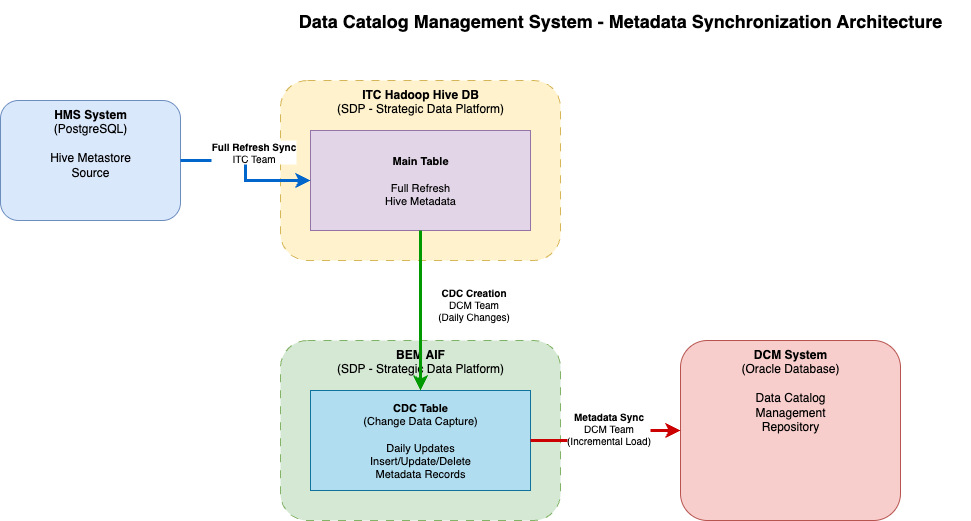 Data Catalog Management System - Metadata Synchronization Architecture
HMS System
(PostgreSQL)
Hive Metastore
Source
Full Refresh Sync
ITC Team
ITC Hadoop Hive DB
(SDP - Strategic Data Platform)
Main Table
Full Refresh
Hive Metadata
CDC Creation
DCM Team
(Daily Changes)
BEM AIF
(SDP - Strategic Data Platform)
CDC Table
(Change Data Capture)
Daily Updates
Insert/Update/Delete
Metadata Records
Metadata Sync
DCM Team
(Incremental Load)
DCM System
(Oracle Database)
Data Catalog
Management
Repository